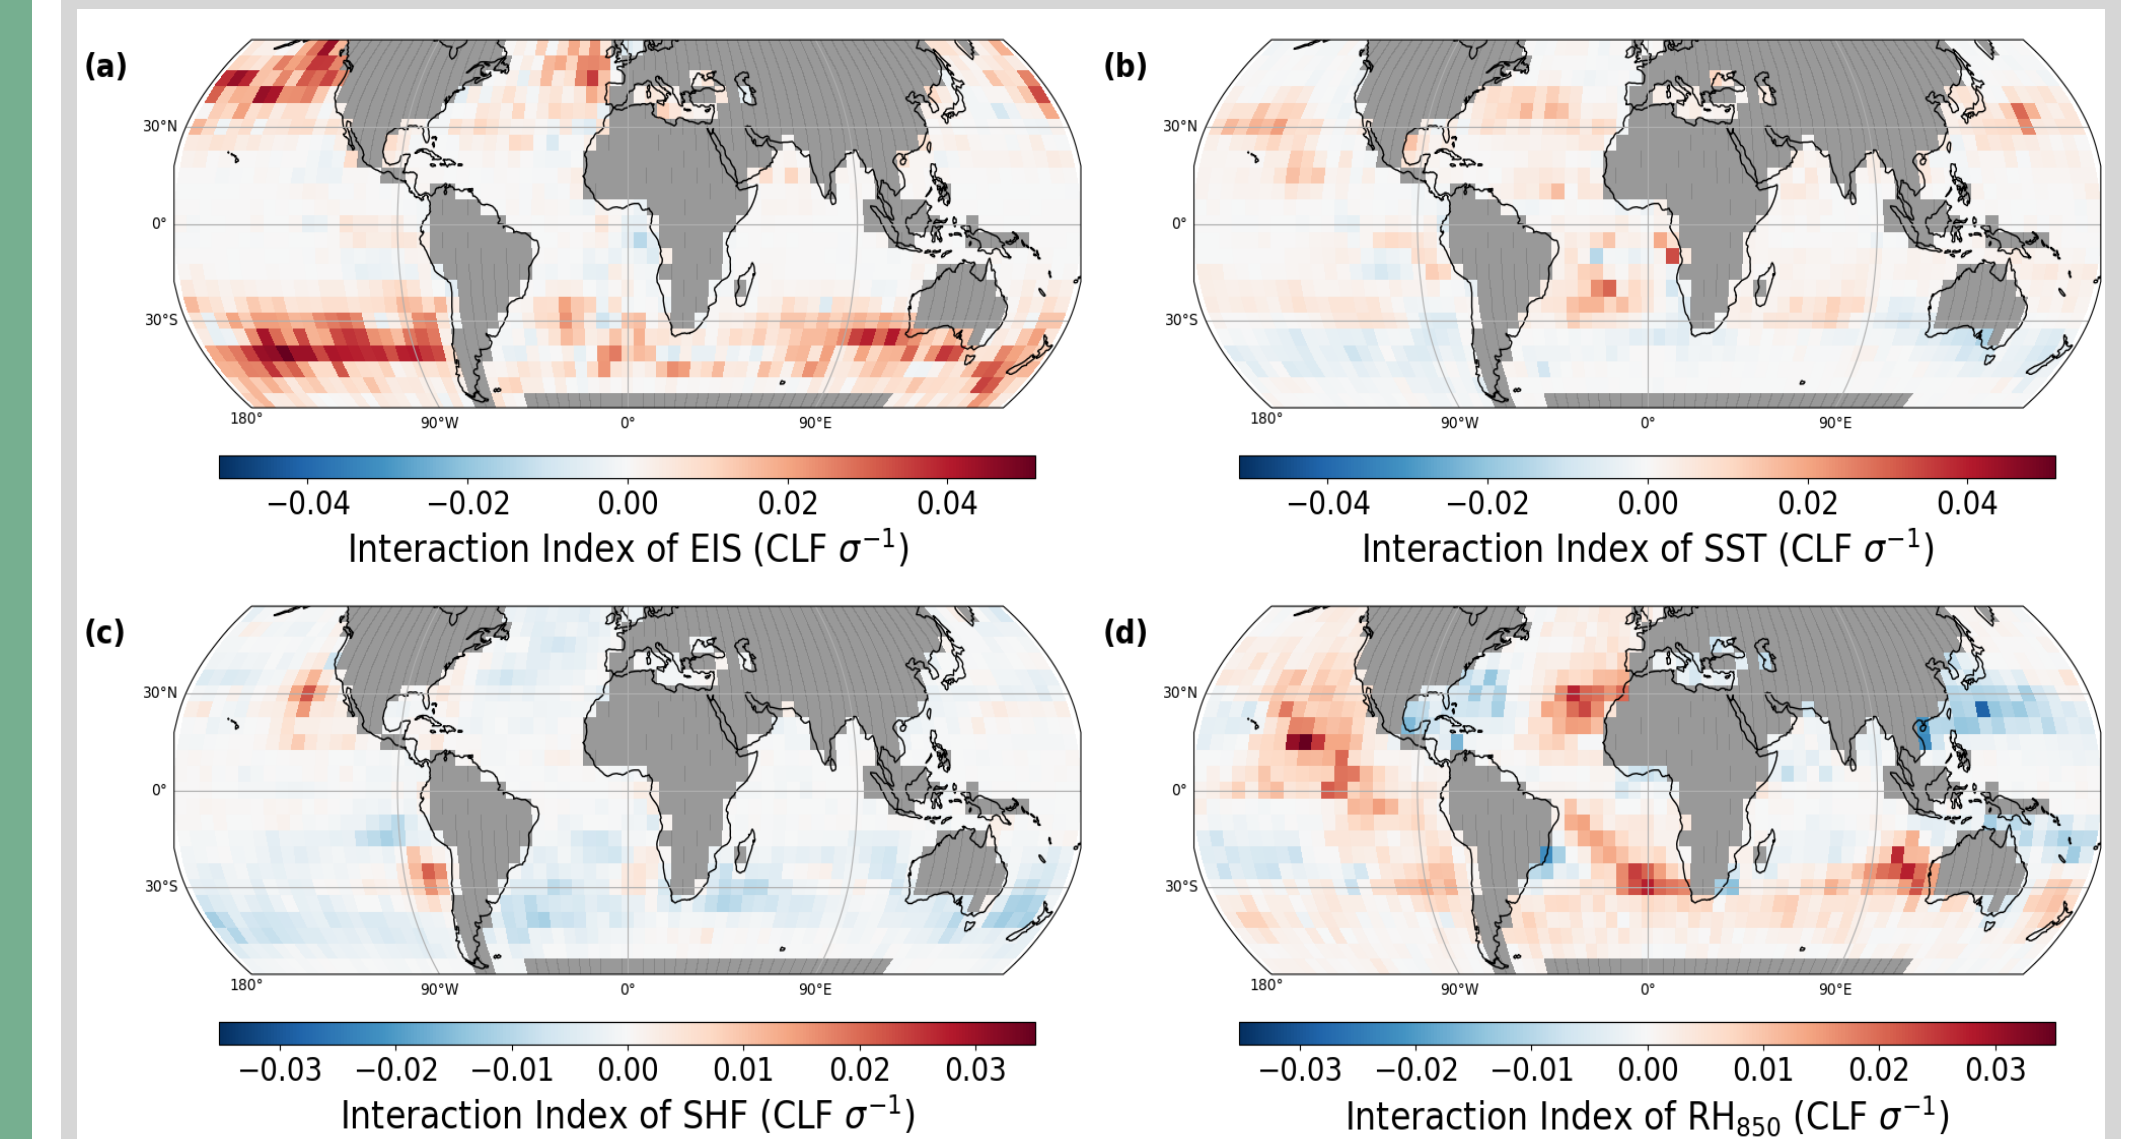 (a)
30°N
0°
30°S
180° 90°W 0° 90°E
−0.04 −0.02 0.00 0.02 0.04
Interaction Index of EIS (CLF σ⁻¹)
(b)
30°N
0°
30°S
180° 90°W 0° 90°E
−0.04 −0.02 0.00 0.02 0.04
Interaction Index of SST (CLF σ⁻¹)
(c)
30°N
0°
30°S
180° 90°W 0° 90°E
−0.03 −0.02 −0.01 0.00 0.01 0.02 0.03
Interaction Index of SHF (CLF σ⁻¹)
(d)
30°N
0°
30°S
180° 90°W 0° 90°E
−0.03 −0.02 −0.01 0.00 0.01 0.02 0.03
Interaction Index of RH₈₅₀ (CLF σ⁻¹)